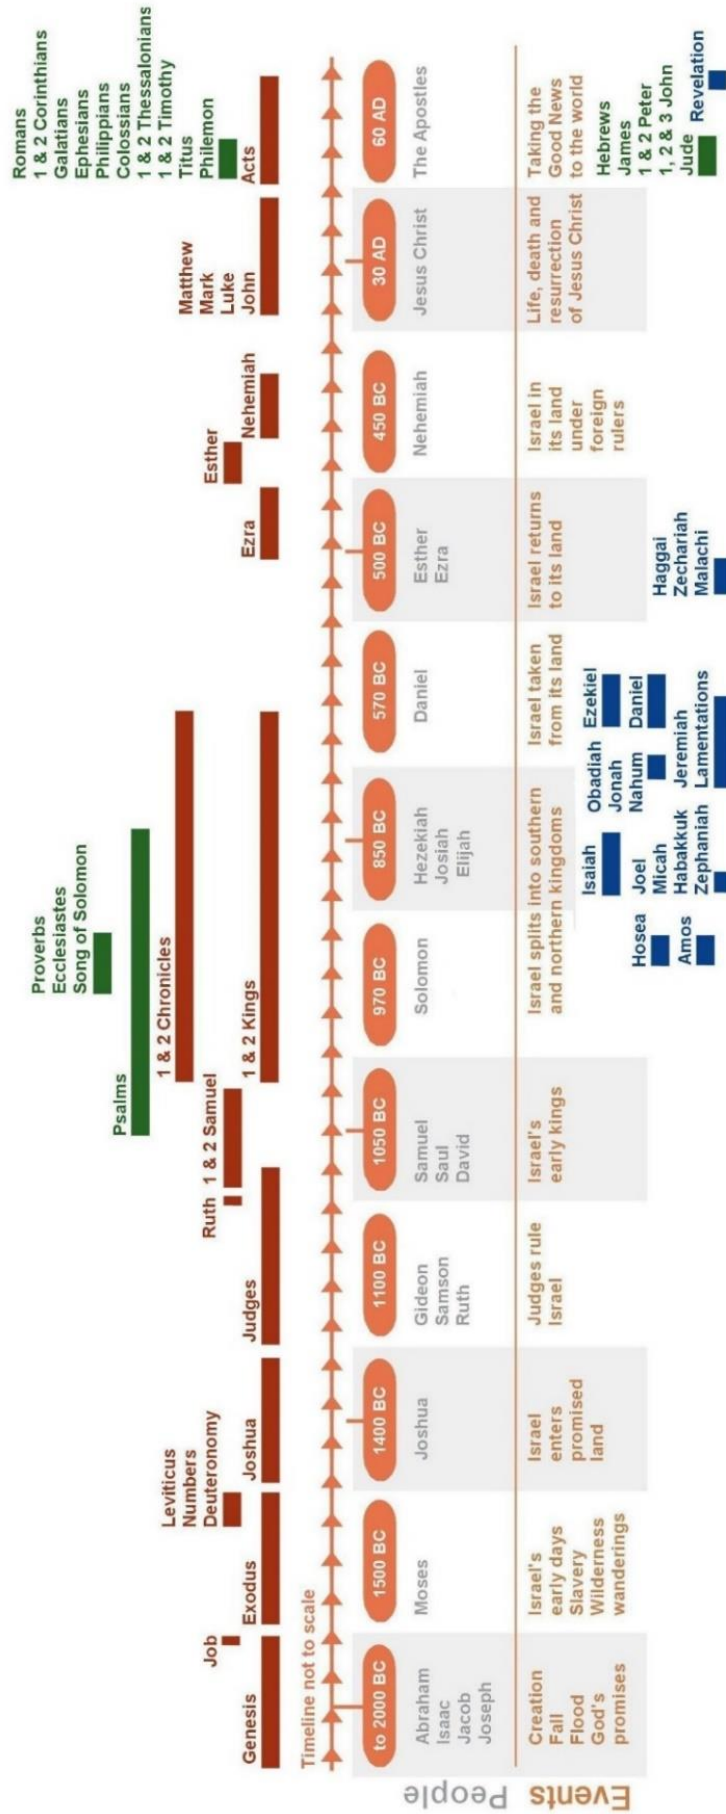 Proverbs
Ecclesiastes
Song of Solomon
Psalms
1 & 2 Chronicles
Romans
1 & 2 Corinthians
Galatians
Ephesians
Philippians
Colossians
1 & 2 Thessalonians
1 & 2 Timothy
Titus
Philemon
Job
Leviticus
Numbers
Deuteronomy
Ruth
1 & 2 Samuel
Esther
Matthew
Mark
Luke
John
Genesis
Exodus
Joshua
Judges
1 & 2 Kings
Ezra
Nehemiah
Acts
Timeline not to scale
to 2000 BC
1500 BC
1400 BC
1100 BC
1050 BC
970 BC
850 BC
570 BC
500 BC
450 BC
30 AD
60 AD
People
Abraham
Isaac
Jacob
Joseph
Moses
Joshua
Gideon
Samson
Ruth
Samuel
Saul
David
Solomon
Hezekiah
Josiah
Elijah
Daniel
Esther
Ezra
Nehemiah
Jesus Christ
The Apostles
Events
Creation
Fall
Flood
God's
promises
Israel's
early days
Slavery
Wilderness
wanderings
Israel
enters
promised
land
Judges rule
Israel
Israel's
early kings
Israel splits into southern
and northern kingdoms
Israel taken
from its land
Israel returns
to its land
Israel in
its land
under
foreign
rulers
Life, death and
resurrection
of Jesus Christ
Taking the
Good News
to the world
Hosea
Amos
Isaiah
Joel
Micah
Habakkuk
Zephaniah
Obadiah
Jonah
Nahum
Jeremiah
Lamentations
Ezekiel
Daniel
Haggai
Zechariah
Malachi
Hebrews
James
1 & 2 Peter
1, 2 & 3 John
Jude
Revelation